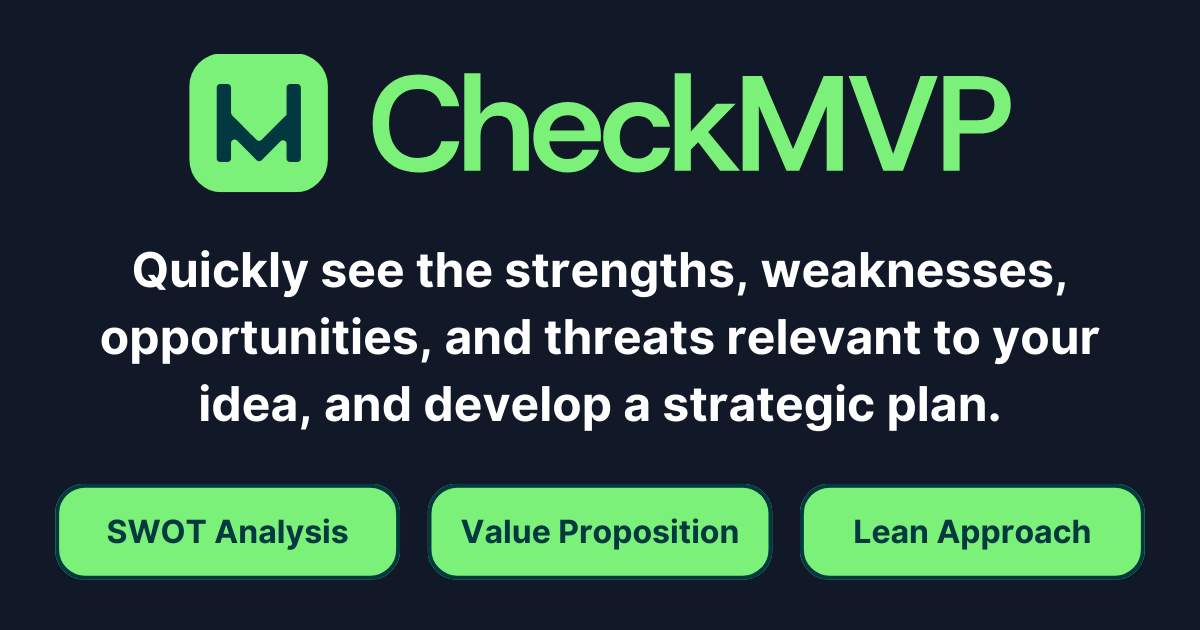 CheckMVP
Quickly see the strengths, weaknesses,
opportunities, and threats relevant to your
idea, and develop a strategic plan.
SWOT Analysis
Value Proposition
Lean Approach